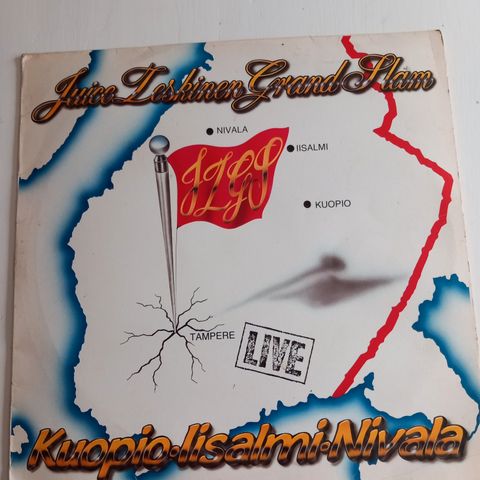 Juice Leskinen Grand Slam
NIVALA
IISALMI
JLGS
KUOPIO
TAMPERE
LIVE
Kuopio•Iisalmi•Nivala